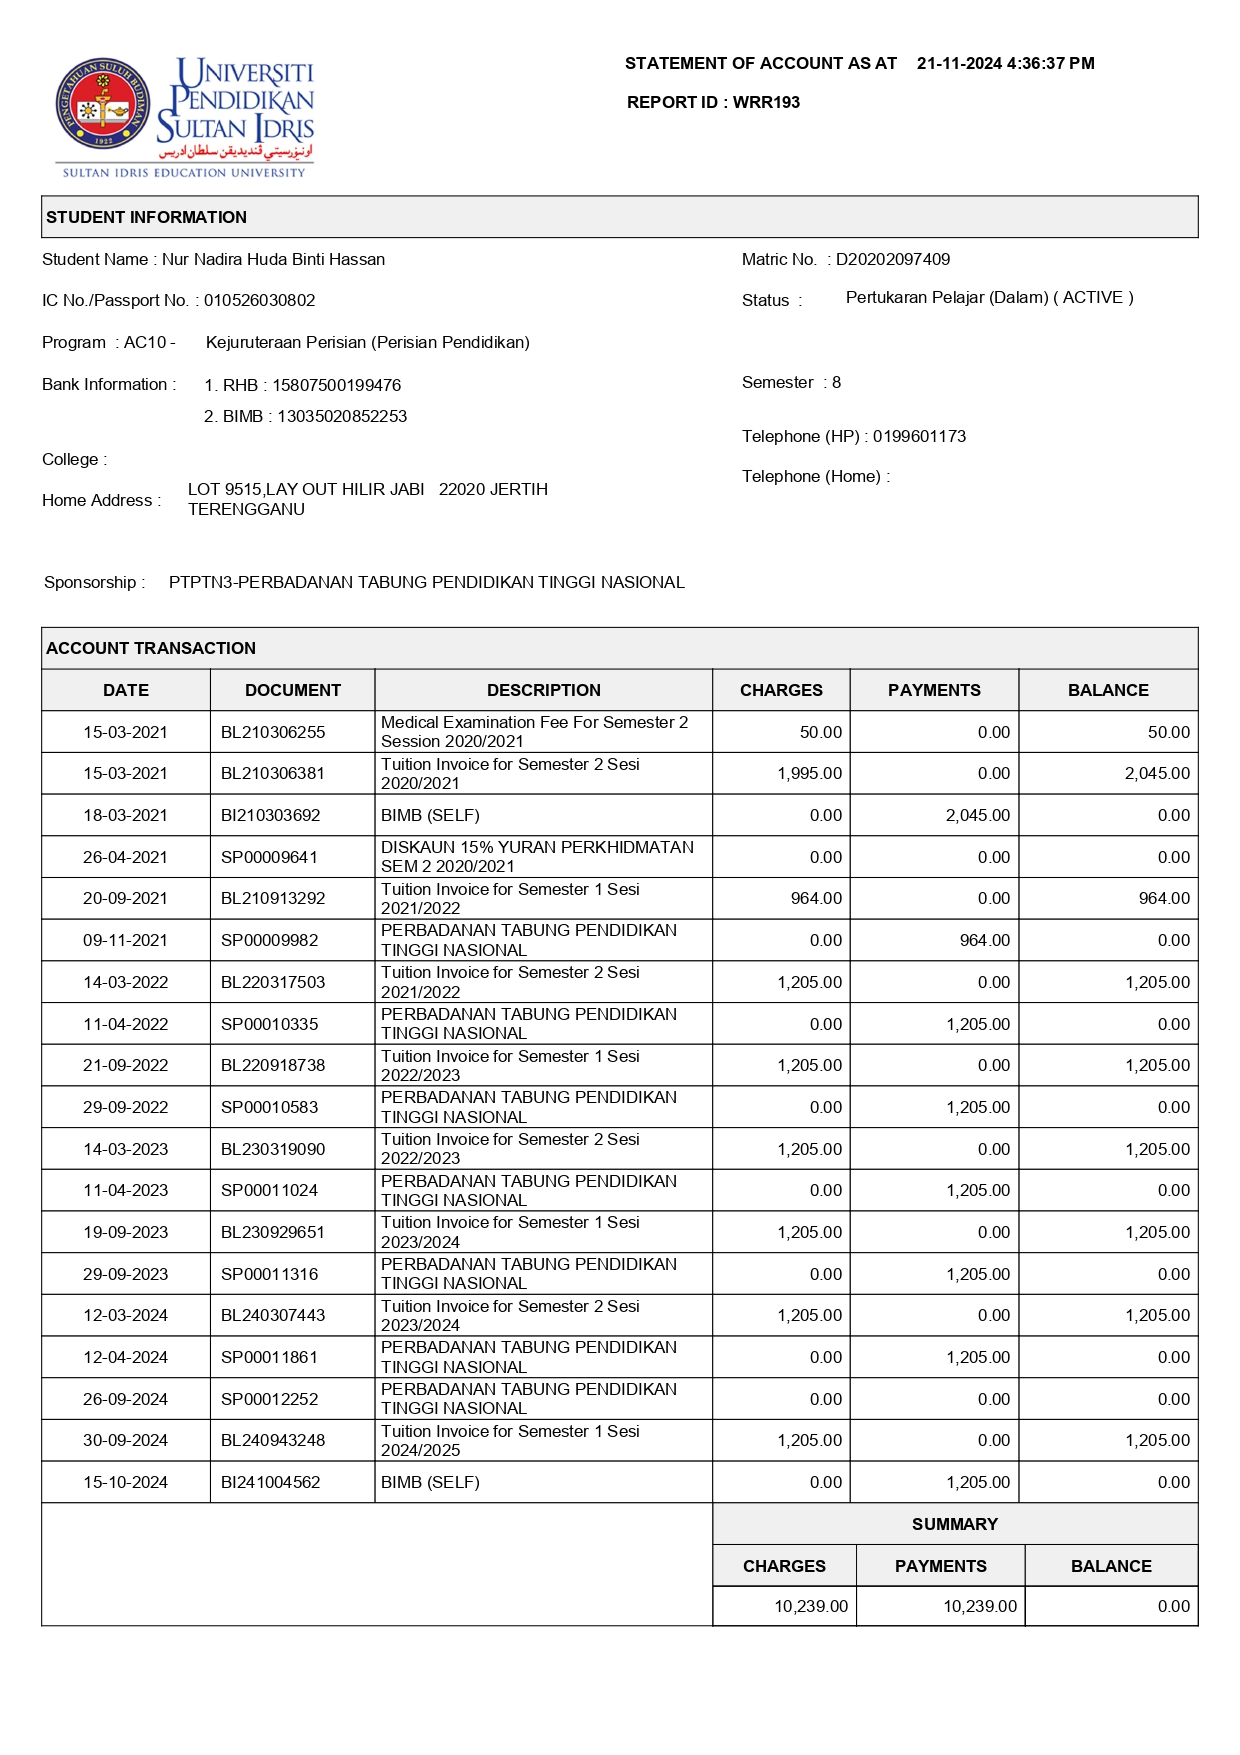 UNIVERSITI
PENDIDIKAN
SULTAN IDRIS
اونيۏرسيتي ڤنديديقن سلطان ادريس
SULTAN IDRIS EDUCATION UNIVERSITY
PENGETAHUAN SULUH BUDIMAN
1922
STATEMENT OF ACCOUNT AS AT 21-11-2024 4:36:37 PM
REPORT ID : WRR193
STUDENT INFORMATION
Student Name : Nur Nadira Huda Binti Hassan
Matric No. : D20202097409
IC No./Passport No. : 010526030802
Status : Pertukaran Pelajar (Dalam) ( ACTIVE )
Program : AC10 - Kejuruteraan Perisian (Perisian Pendidikan)
Bank Information : 1. RHB : 15807500199476
Semester : 8
2. BIMB : 13035020852253
Telephone (HP) : 0199601173
College :
Telephone (Home) :
Home Address : LOT 9515,LAY OUT HILIR JABI 22020 JERTIH
TERENGGANU
Sponsorship : PTPTN3-PERBADANAN TABUNG PENDIDIKAN TINGGI NASIONAL
ACCOUNT TRANSACTION
DATE DOCUMENT DESCRIPTION CHARGES PAYMENTS BALANCE
15-03-2021 BL210306255 Medical Examination Fee For Semester 2 Session 2020/2021 50.00 0.00 50.00
15-03-2021 BL210306381 Tuition Invoice for Semester 2 Sesi 2020/2021 1,995.00 0.00 2,045.00
18-03-2021 BI210303692 BIMB (SELF) 0.00 2,045.00 0.00
26-04-2021 SP00009641 DISKAUN 15% YURAN PERKHIDMATAN SEM 2 2020/2021 0.00 0.00 0.00
20-09-2021 BL210913292 Tuition Invoice for Semester 1 Sesi 2021/2022 964.00 0.00 964.00
09-11-2021 SP00009982 PERBADANAN TABUNG PENDIDIKAN TINGGI NASIONAL 0.00 964.00 0.00
14-03-2022 BL220317503 Tuition Invoice for Semester 2 Sesi 2021/2022 1,205.00 0.00 1,205.00
11-04-2022 SP00010335 PERBADANAN TABUNG PENDIDIKAN TINGGI NASIONAL 0.00 1,205.00 0.00
21-09-2022 BL220918738 Tuition Invoice for Semester 1 Sesi 2022/2023 1,205.00 0.00 1,205.00
29-09-2022 SP00010583 PERBADANAN TABUNG PENDIDIKAN TINGGI NASIONAL 0.00 1,205.00 0.00
14-03-2023 BL230319090 Tuition Invoice for Semester 2 Sesi 2022/2023 1,205.00 0.00 1,205.00
11-04-2023 SP00011024 PERBADANAN TABUNG PENDIDIKAN TINGGI NASIONAL 0.00 1,205.00 0.00
19-09-2023 BL230929651 Tuition Invoice for Semester 1 Sesi 2023/2024 1,205.00 0.00 1,205.00
29-09-2023 SP00011316 PERBADANAN TABUNG PENDIDIKAN TINGGI NASIONAL 0.00 1,205.00 0.00
12-03-2024 BL240307443 Tuition Invoice for Semester 2 Sesi 2023/2024 1,205.00 0.00 1,205.00
12-04-2024 SP00011861 PERBADANAN TABUNG PENDIDIKAN TINGGI NASIONAL 0.00 1,205.00 0.00
26-09-2024 SP00012252 PERBADANAN TABUNG PENDIDIKAN TINGGI NASIONAL 0.00 0.00 0.00
30-09-2024 BL240943248 Tuition Invoice for Semester 1 Sesi 2024/2025 1,205.00 0.00 1,205.00
15-10-2024 BI241004562 BIMB (SELF) 0.00 1,205.00 0.00
SUMMARY
CHARGES PAYMENTS BALANCE
10,239.00 10,239.00 0.00